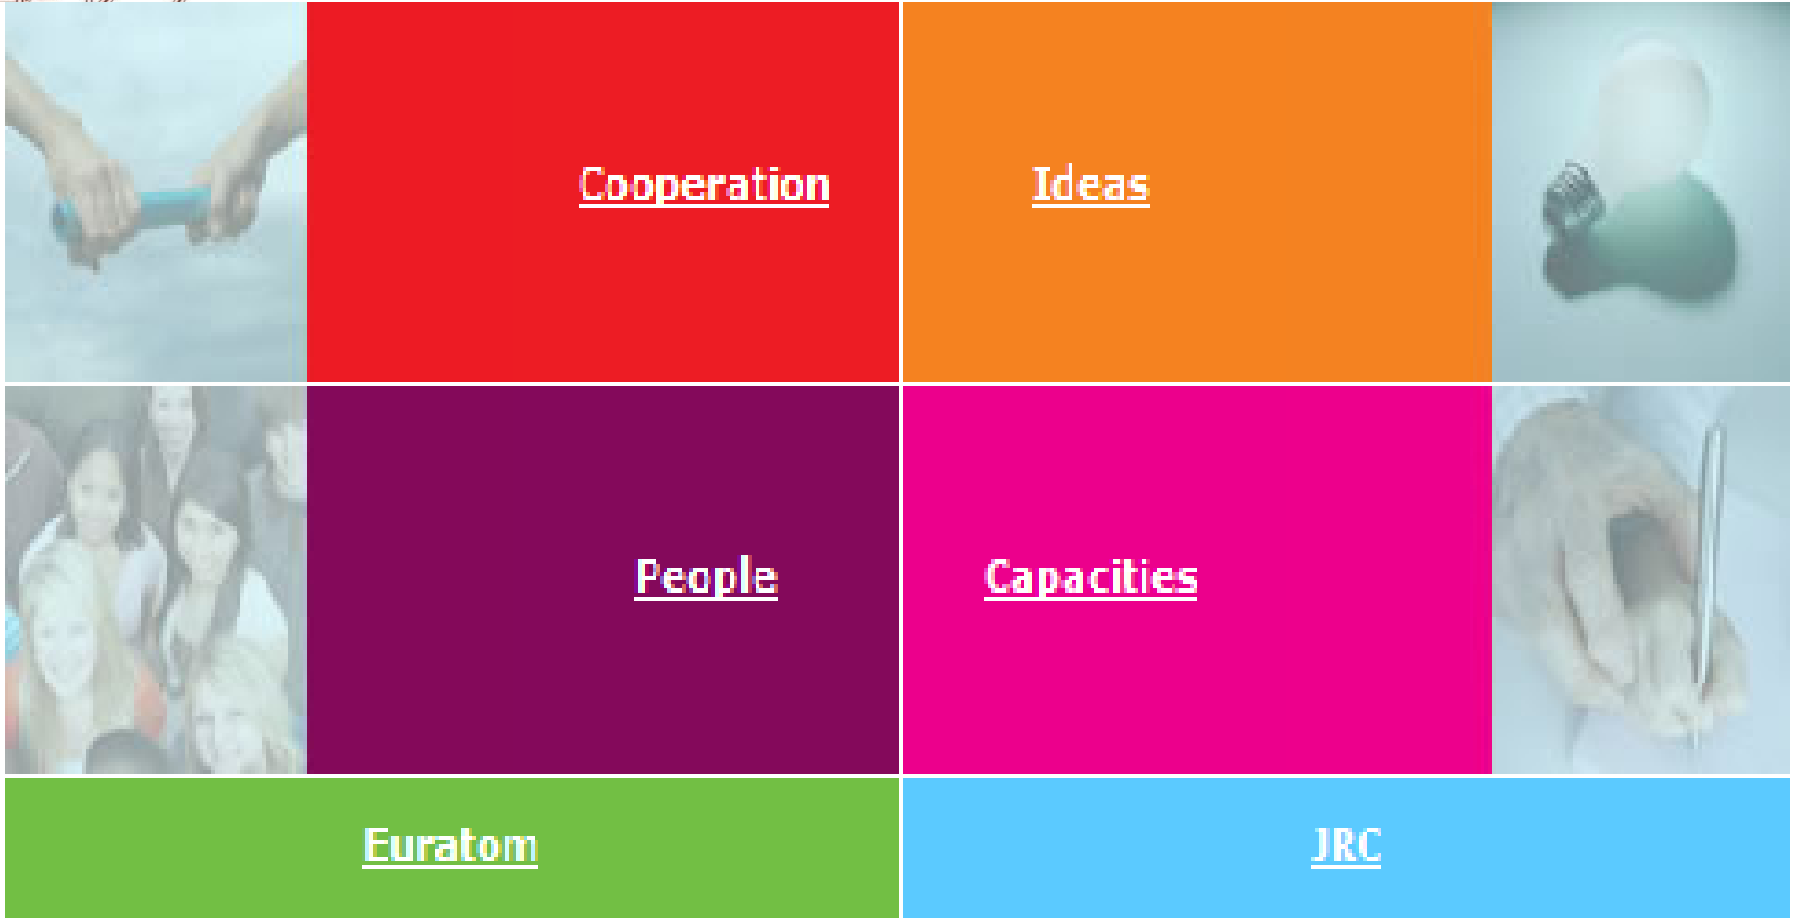 Cooperation
Ideas
People
Capacities
Euratom
JRC